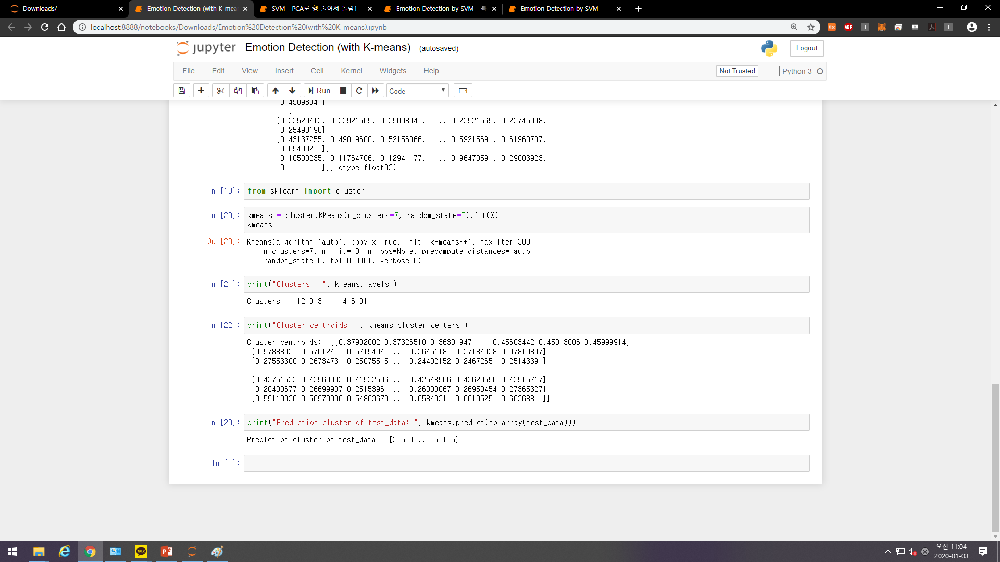 Downloads/
Emotion Detection (with K-mea
SVM - PCA로 행 줄여서 돌림1
Emotion Detection by SVM - 복
Emotion Detection by SVM
localhost:8888/notebooks/Downloads/Emotion%20Detection%20(with%20K-means).ipynb
jupyter Emotion Detection (with K-means) (autosaved)
Logout
File Edit View Insert Cell Kernel Widgets Help
Not Trusted
Python 3
Run
Code
0.4509804 ],
...,
[0.23529412, 0.23921569, 0.2509804 , ..., 0.23921569, 0.22745098,
0.25490198],
[0.43137255, 0.49019608, 0.52156866, ..., 0.5921569 , 0.61960787,
0.654902 ],
[0.10588235, 0.11764706, 0.12941177, ..., 0.9647059 , 0.29803923,
0. ]], dtype=float32)
In [19]: from sklearn import cluster
In [20]: kmeans = cluster.KMeans(n_clusters=7, random_state=0).fit(X)
kmeans
Out[20]: KMeans(algorithm='auto', copy_x=True, init='k-means++', max_iter=300,
n_clusters=7, n_init=10, n_jobs=None, precompute_distances='auto',
random_state=0, tol=0.0001, verbose=0)
In [21]: print("Clusters : ", kmeans.labels_)
Clusters :  [2 0 3 ... 4 6 0]
In [22]: print("Cluster centroids: ", kmeans.cluster_centers_)
Cluster centroids:  [[0.37982002 0.37326518 0.36301947 ... 0.45603442 0.45813006 0.45999914]
[0.5788802  0.576124   0.5719404  ... 0.3645118  0.37184328 0.37813807]
[0.27553308 0.2673473  0.25875515 ... 0.24402152 0.2467265  0.2514339 ]
...
[0.43751532 0.42563003 0.41522506 ... 0.42548966 0.42620596 0.42915717]
[0.28400677 0.26699987 0.2515396  ... 0.26888067 0.26958454 0.27365327]
[0.59119326 0.56979036 0.54863673 ... 0.6584321  0.6613525  0.662688  ]]
In [23]: print("Prediction cluster of test_data: ", kmeans.predict(np.array(test_data)))
Prediction cluster of test_data:  [3 5 3 ... 5 1 5]
In [ ]:
오전 11:04
2020-01-03